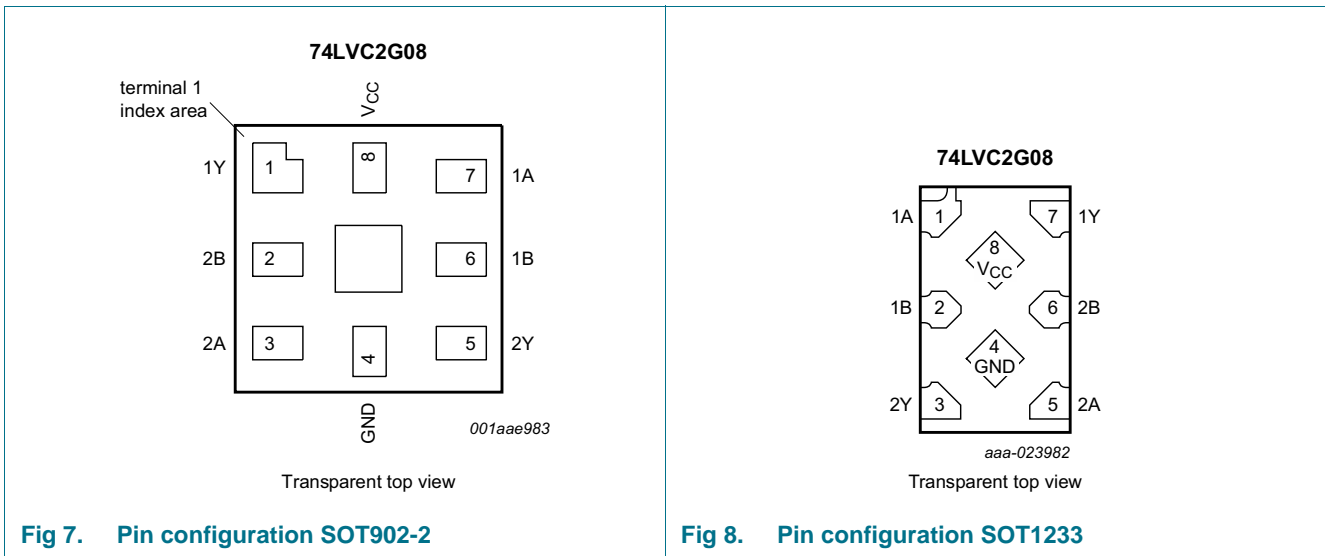 74LVC2G08
terminal 1
index area
VCC
1Y 1 8 7 1A
2B 2 6 1B
2A 3 4 5 2Y
GND
001aae983
Transparent top view
Fig 7. Pin configuration SOT902-2
74LVC2G08
1A 1 7 1Y
8
VCC
1B 2 6 2B
4
GND
2Y 3 5 2A
aaa-023982
Transparent top view
Fig 8. Pin configuration SOT1233